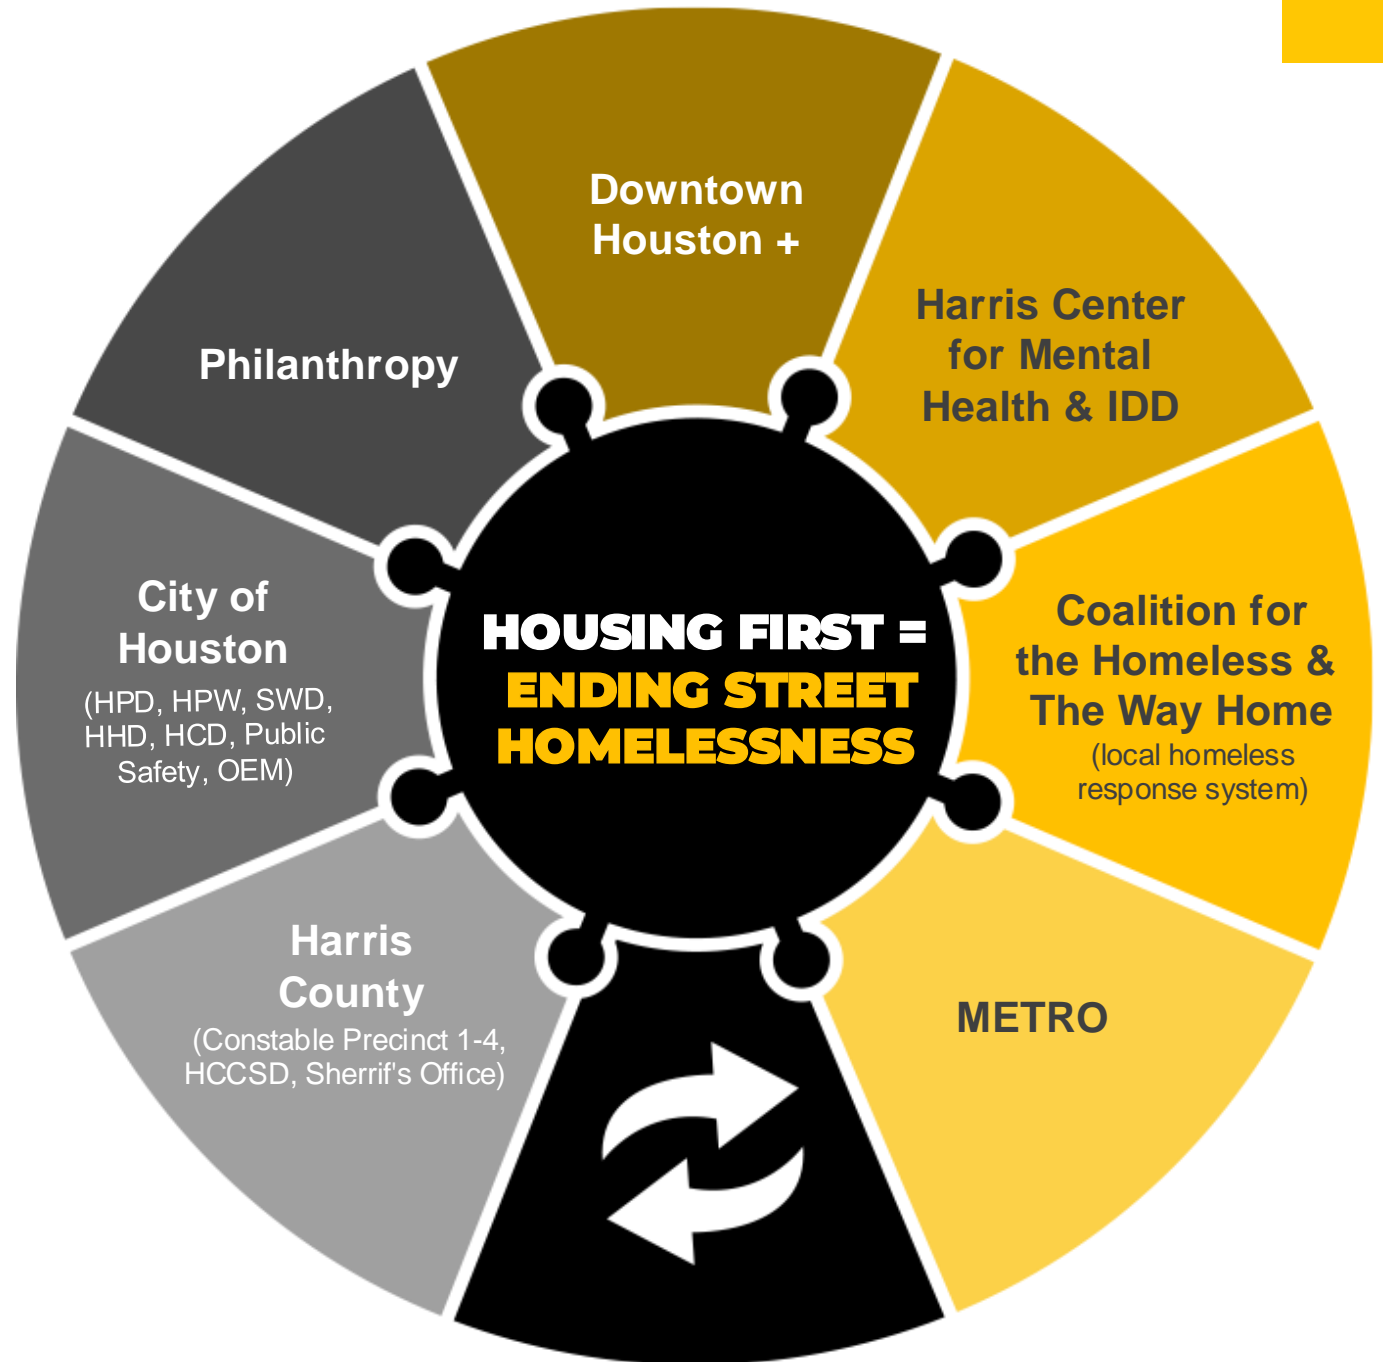 Downtown
Houston +
Harris Center
for Mental
Health & IDD
Philanthropy
Coalition for
the Homeless &
The Way Home
(local homeless
response system)
City of
Houston
(HPD, HPW, SWD,
HHD, HCD, Public
Safety, OEM)
HOUSING FIRST =
ENDING STREET
HOMELESSNESS
METRO
Harris
County
(Constable Precinct 1-4,
HCCSD, Sherrif's Office)